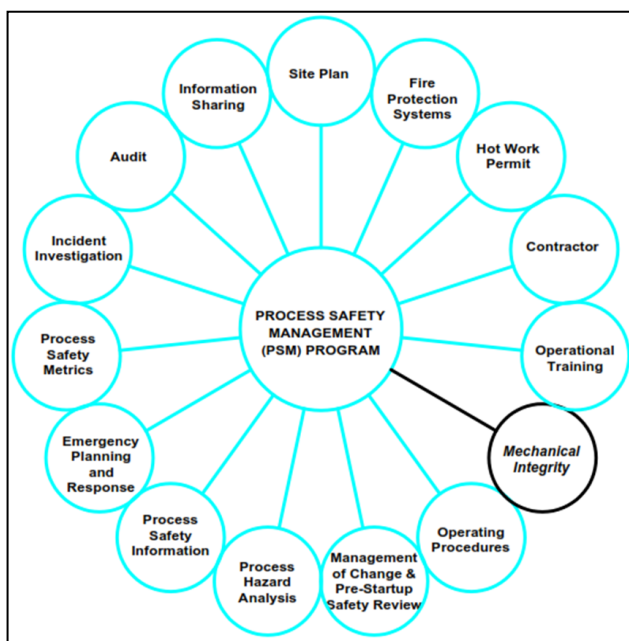 Site Plan
Fire
Protection
Systems
Hot Work
Permit
Contractor
Operational
Training
Mechanical
Integrity
Operating
Procedures
Management
of Change &
Pre-Startup
Safety Review
Process
Hazard
Analysis
Process
Safety
Information
Emergency
Planning
and
Response
Process
Safety
Metrics
Incident
Investigation
Audit
Information
Sharing
PROCESS SAFETY
MANAGEMENT
(PSM) PROGRAM